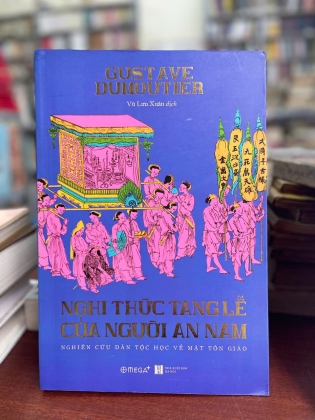 GUSTAVE
DUMOUTIER
Vũ Lưu Xuân dịch
NGHI THỨC TANG LỄ
CỦA NGƯỜI AN NAM
NGHIÊN CỨU DÂN TỘC HỌC VỀ MẶT TÔN GIÁO
OMEGA+